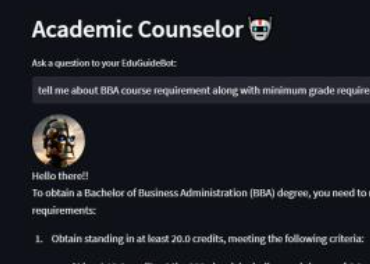 Academic Counselor
Ask a question to your EduGuideBot:
tell me about BBA course requirement along with minimum grade require
Hello there!!
To obtain a Bachelor of Business Administration (BBA) degree, you need to
requirements:
1. Obtain standing in at least 20.0 credits, meeting the following criteria: